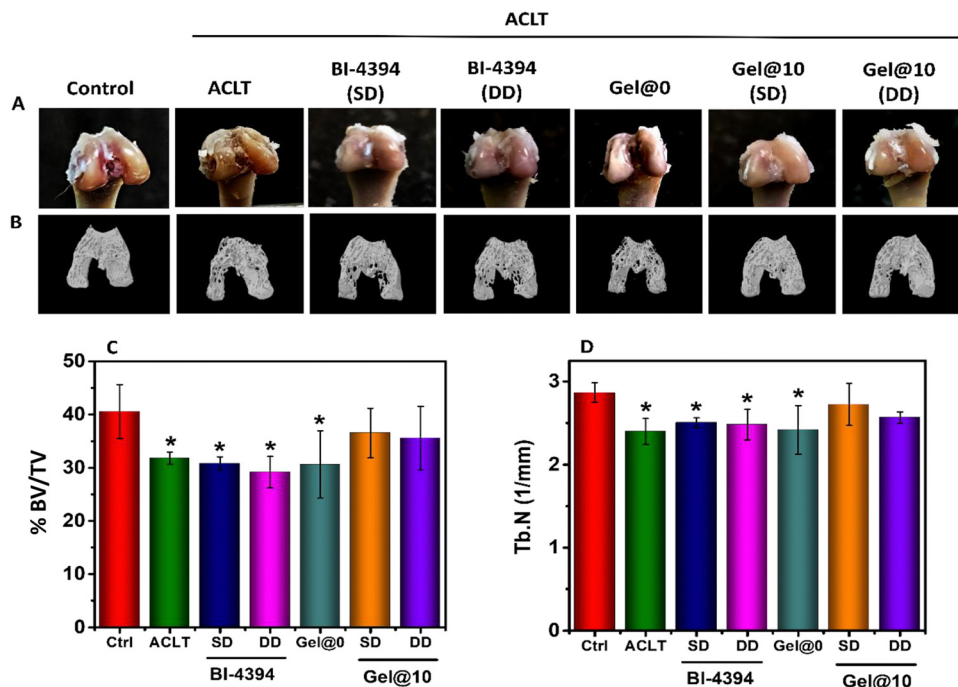 ACLT
Control
ACLT
BI-4394
(SD)
BI-4394
(DD)
Gel@0
Gel@10
(SD)
Gel@10
(DD)
A
B
C
50
40
30
20
10
0
% BV/TV
* * * *
Ctrl ACLT SD DD Gel@0 SD DD
BI-4394
Gel@10
D
3
2
1
0
Tb.N (1/mm)
* * * *
Ctrl ACLT SD DD Gel@0 SD DD
BI-4394
Gel@10